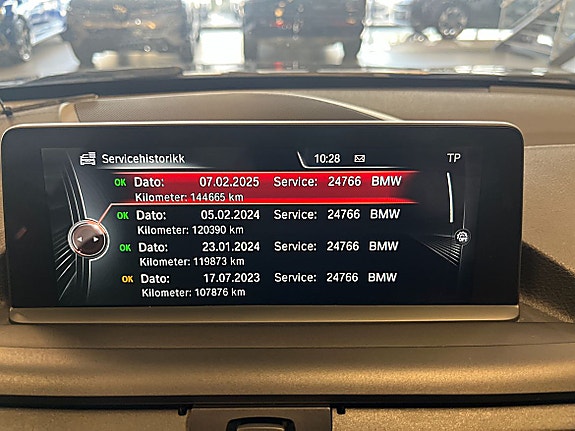 Servicehistorikk 10:28 TP
OK Dato: 07.02.2025 Service: 24766 BMW
Kilometer: 144665 km
OK Dato: 05.02.2024 Service: 24766 BMW
Kilometer: 120390 km
OK Dato: 23.01.2024 Service: 24766 BMW
Kilometer: 119873 km
OK Dato: 17.07.2023 Service: 24766 BMW
Kilometer: 107876 km